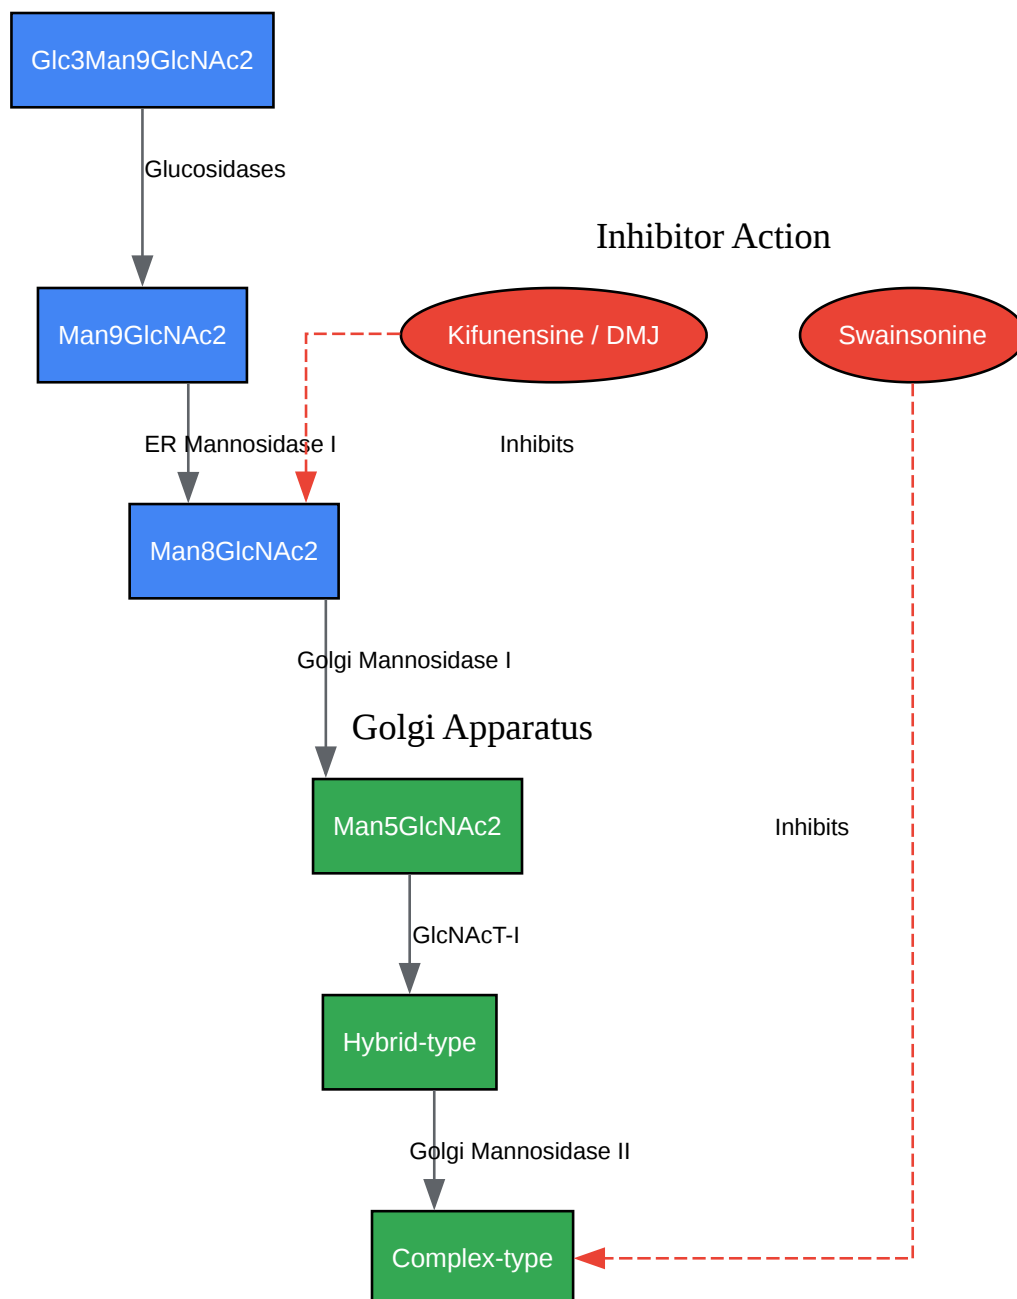 Glc3Man9GlcNAc2
Glucosidases
Inhibitor Action
Man9GlcNAc2
Kifunensine / DMJ
Swainsonine
ER Mannosidase I
Inhibits
Man8GlcNAc2
Golgi Mannosidase I
Golgi Apparatus
Man5GlcNAc2
Inhibits
GlcNAcT-I
Hybrid-type
Golgi Mannosidase II
Complex-type